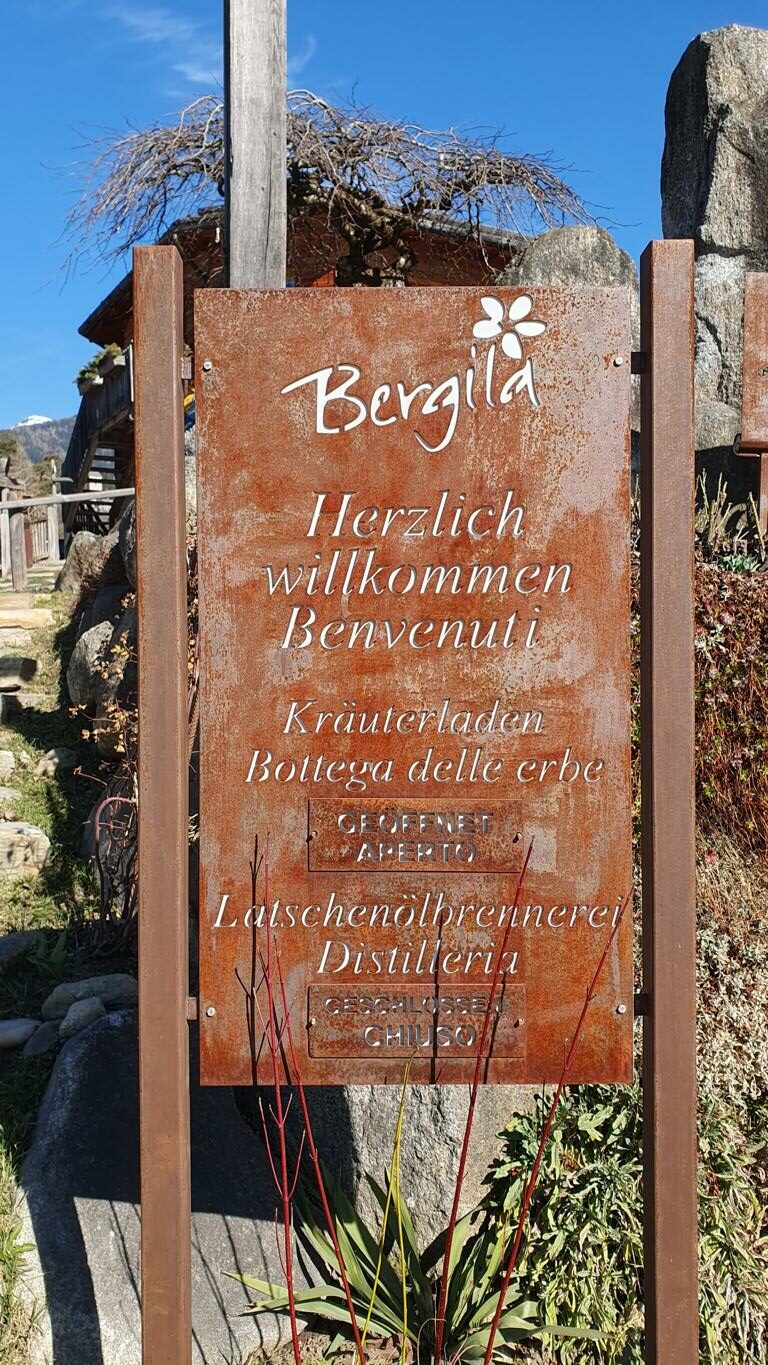 Bergila
Herzlich
willkommen
Benvenuti
Kräuterladen
Bottega delle erbe
GEÖFFNET
APERTO
Latschenölbrennerei
Distilleria
GESCHLOSSEN
CHIUSO